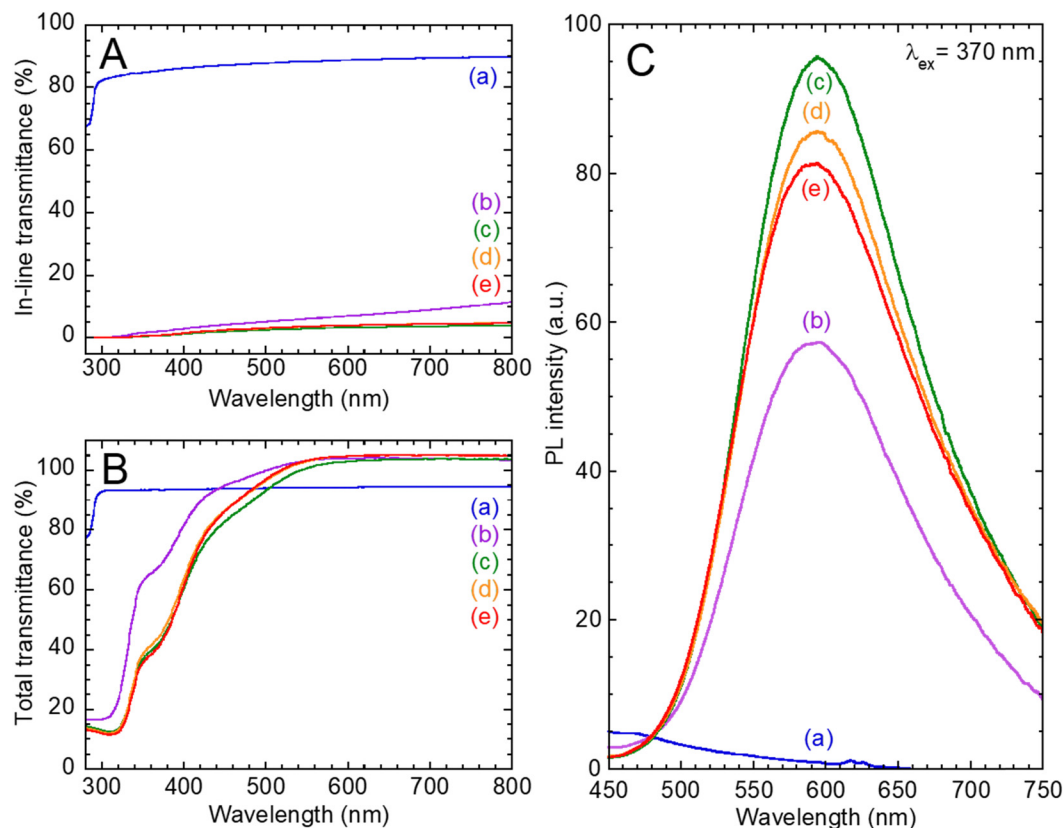 A
In-line transmittance (%)
100
80
60
40
20
0
(a)
(b)
(c)
(d)
(e)
300 400 500 600 700 800
Wavelength (nm)
B
Total transmittance (%)
120
100
80
60
40
20
0
(a)
(b)
(c)
(d)
(e)
300 400 500 600 700 800
Wavelength (nm)
C
λex= 370 nm
PL intensity (a.u.)
100
80
60
40
20
0
(c)
(d)
(e)
(b)
(a)
450 500 550 600 650 700 750
Wavelength (nm)